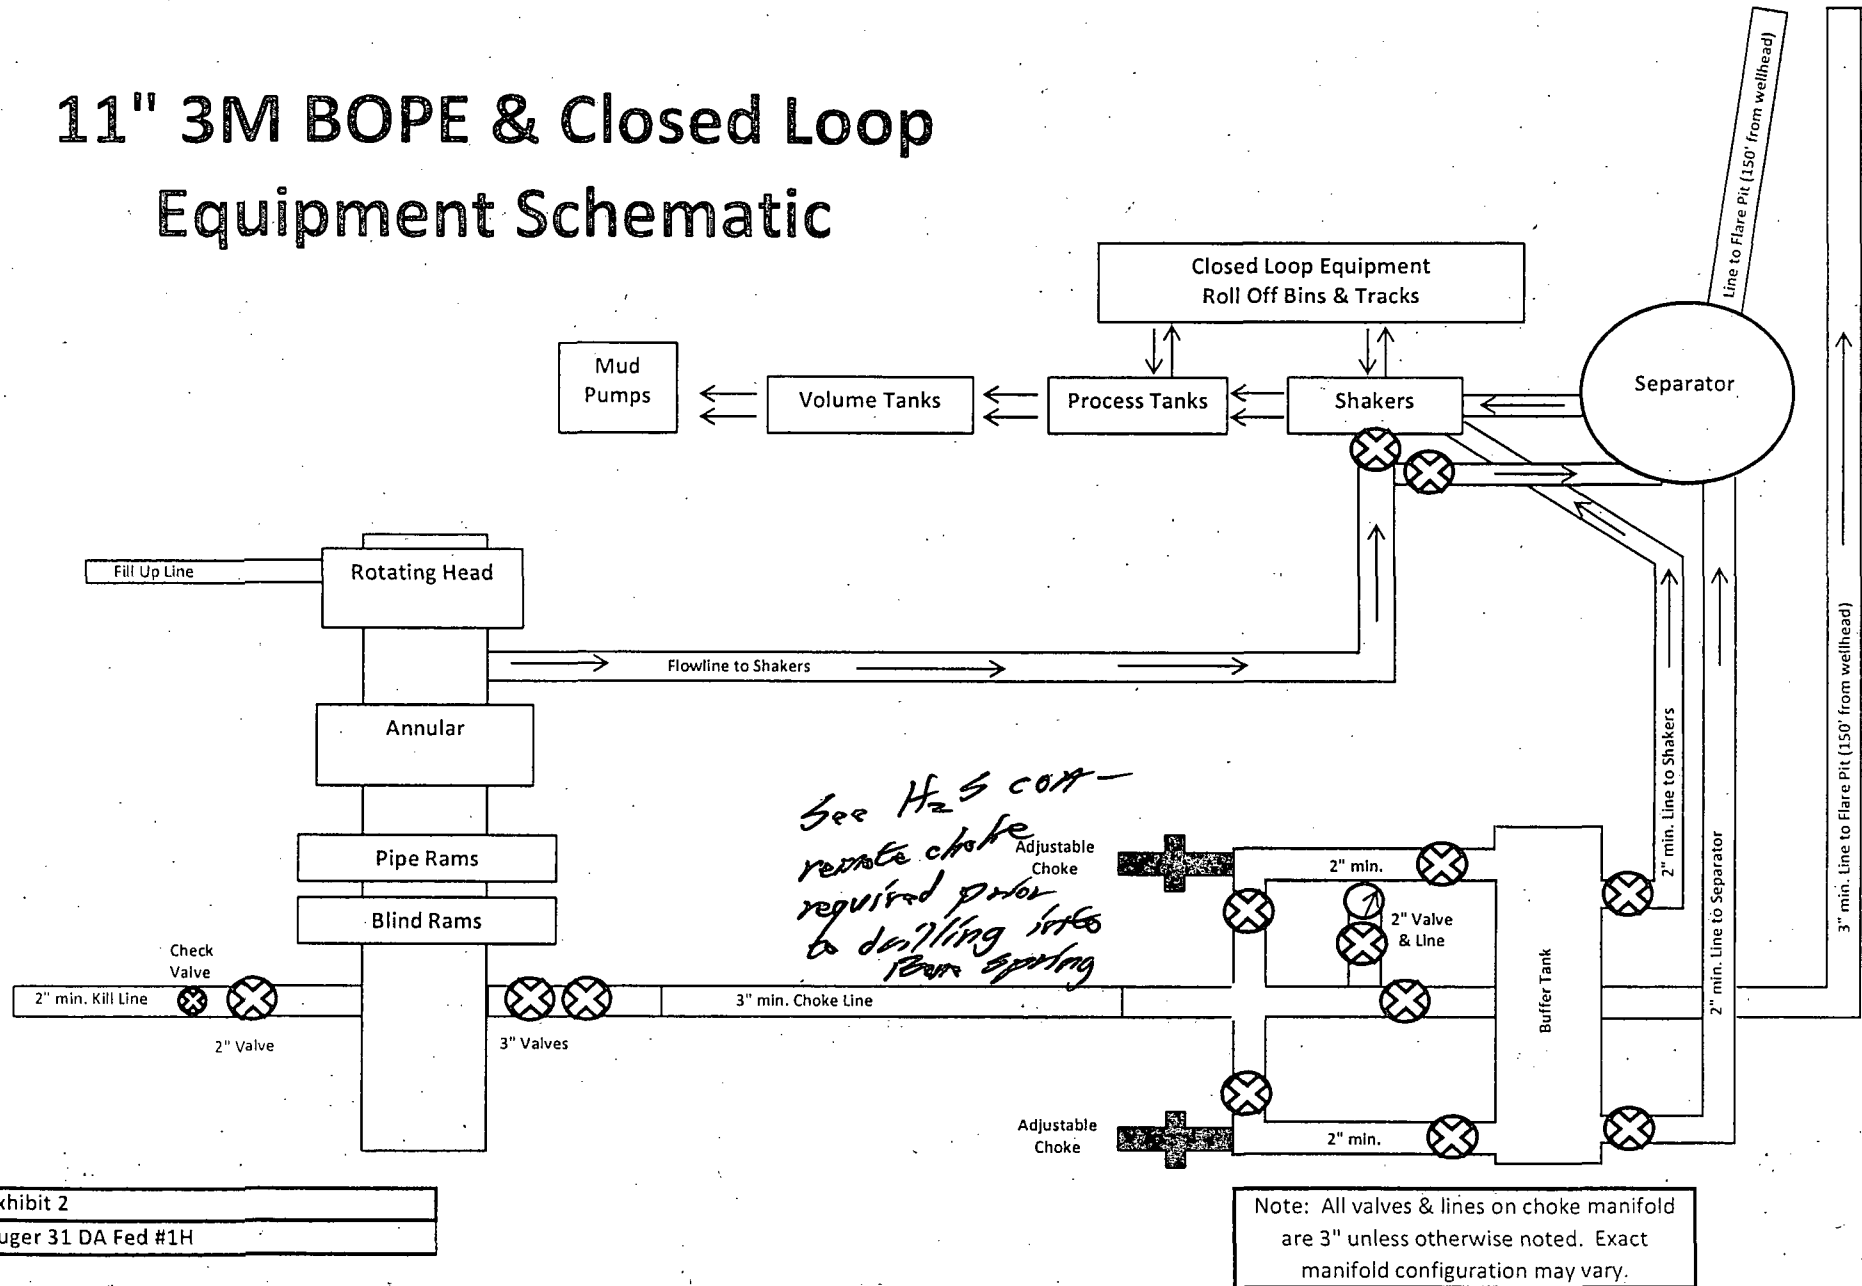 11" 3M BOPE & Closed Loop
Equipment Schematic
Line to Flare Pit (150' from wellhead)
Closed Loop Equipment
Roll Off Bins & Tracks
Mud
Pumps
Volume Tanks
Process Tanks
Shakers
Separator
Fill Up Line
Rotating Head
Flowline to Shakers
Annular
Pipe Rams
Blind Rams
See H2S
remote choke
required prior
to drilling into
spring
Adjustable
Choke
2" min.
2" Valve
& Line
Check
Valve
2" min. Kill Line
2" Valve
3" Valves
3" min. Choke Line
Buffer Tank
2" min. Line to Shakers
2" min. Line to Separator
3" min. Line to Flare Pit (150' from wellhead)
Adjustable
Choke
2" min.
xhibit 2
uger 31 DA Fed #1H
Note: All valves & lines on choke manifold
are 3" unless otherwise noted. Exact
manifold configuration may vary.